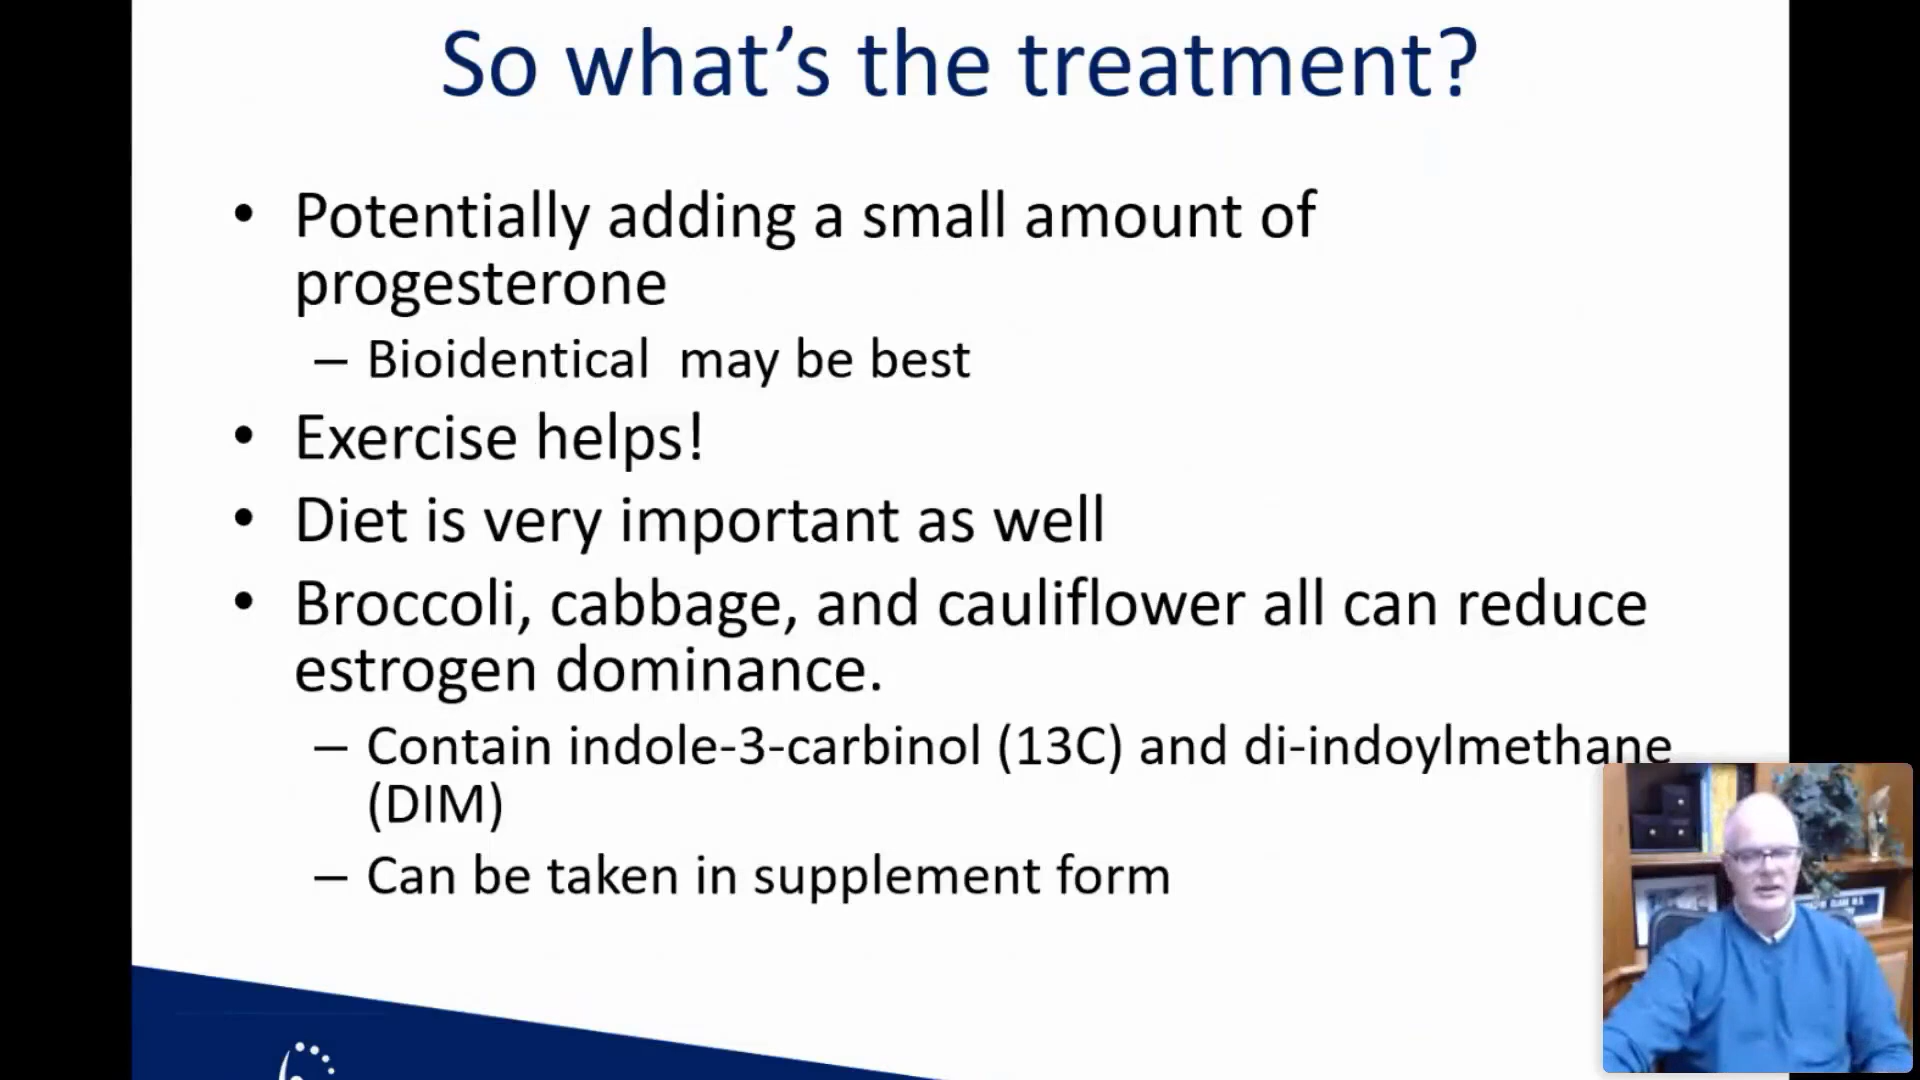 So what's the treatment?
• Potentially adding a small amount of
progesterone
– Bioidentical may be best
• Exercise helps!
• Diet is very important as well
• Broccoli, cabbage, and cauliflower all can reduce
estrogen dominance.
– Contain indole-3-carbinol (13C) and di-indoylmethane
(DIM)
– Can be taken in supplement form